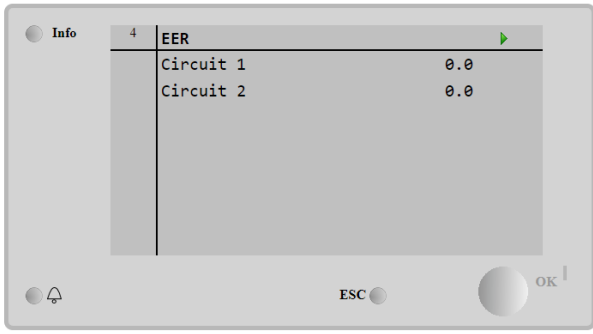 Info
4 EER
Circuit 1 0.0
Circuit 2 0.0
ESC
OK